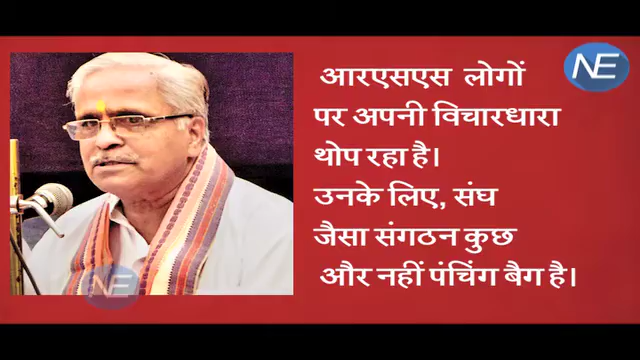 NE
आरएसएस लोगों
पर अपनी विचारधारा
थोप रहा है।
उनके लिए, संघ
जैसा संगठन कुछ
और नहीं पंचिंग बैग है।
NE